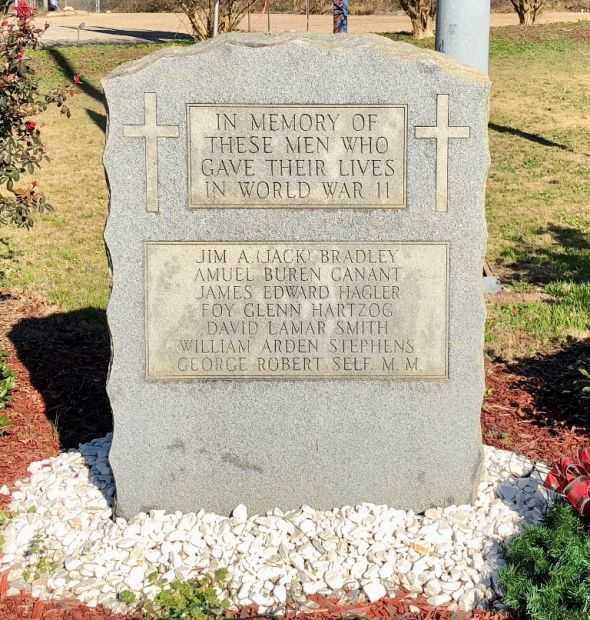 IN MEMORY OF
THESE MEN WHO
GAVE THEIR LIVES
IN WORLD WAR II
JIM A. (JACK) BRADLEY
AMUEL BUREN CANANT
JAMES EDWARD HAGLER
FOY GLENN HARTZOG
DAVID LAMAR SMITH
WILLIAM ARDEN STEPHENS
GEORGE ROBERT SELF M. M.